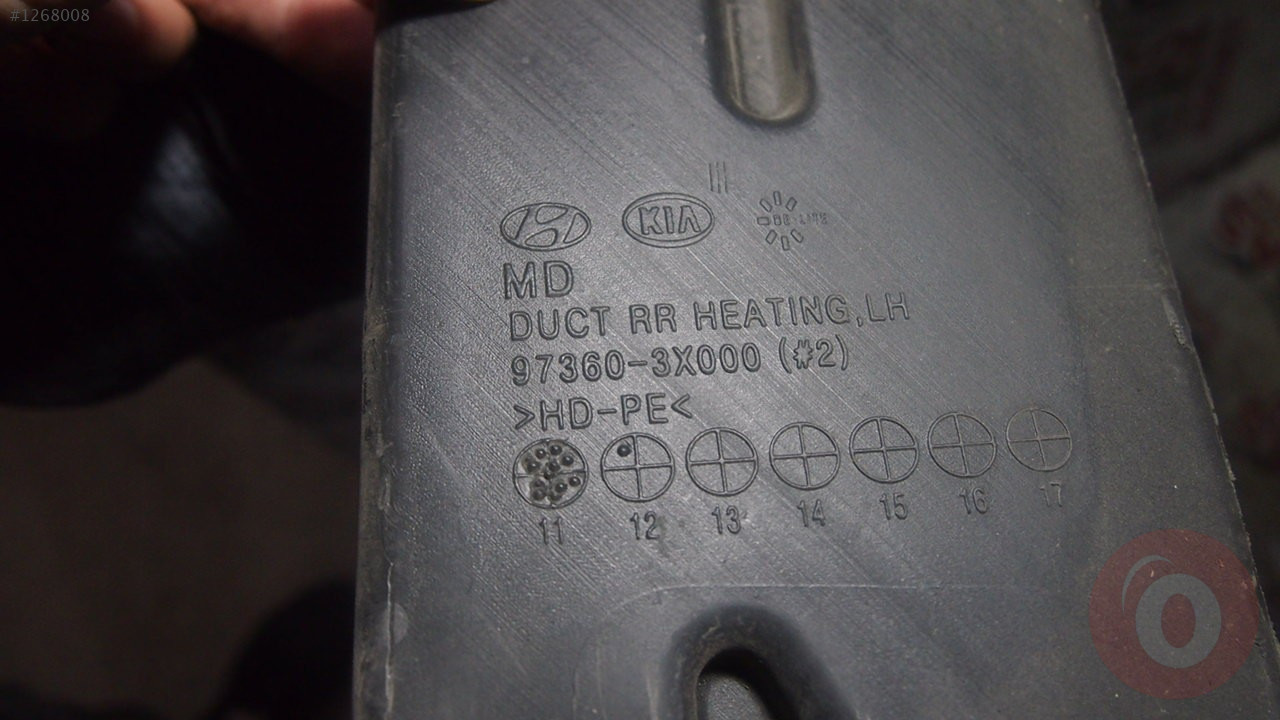 #1268008
KIA
MD
DUCT RR HEATING,LH
97360-3X000 (#2)
>HD-PE<
11 12 13 14 15 16 17